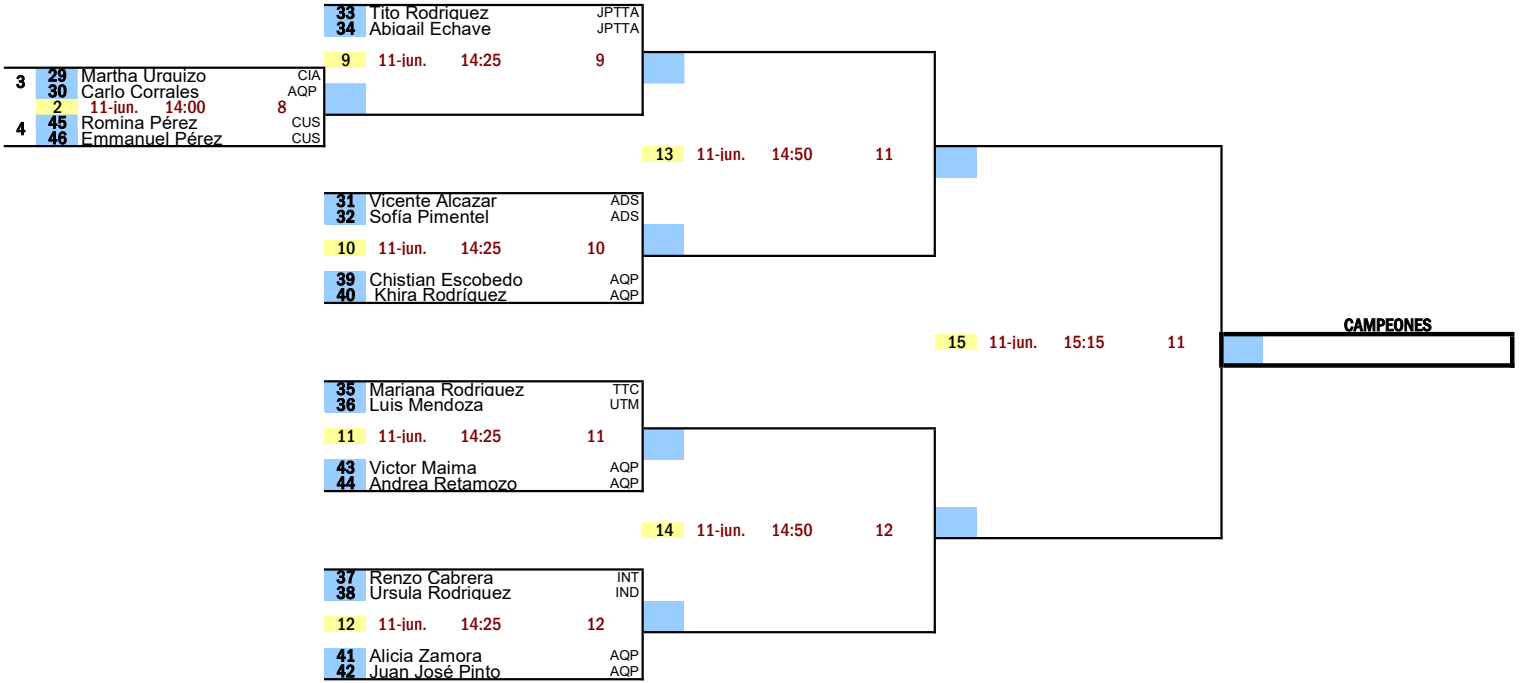 33 Tito Rodriguez JPTTA
34 Abigail Echave JPTTA
9 11-jun. 14:25 9
3 29 Martha Urquizo CIA
30 Carlo Corrales AQP
2 11-jun. 14:00 8
4 45 Romina Pérez CUS
46 Emmanuel Pérez CUS
13 11-jun. 14:50 11
31 Vicente Alcazar ADS
32 Sofía Pimentel ADS
10 11-jun. 14:25 10
39 Chistian Escobedo AQP
40 Khira Rodríguez AQP
CAMPEONES
15 11-jun. 15:15 11
35 Mariana Rodriguez TTC
36 Luis Mendoza UTM
11 11-jun. 14:25 11
43 Victor Maima AQP
44 Andrea Retamozo AQP
14 11-jun. 14:50 12
37 Renzo Cabrera INT
38 Ursula Rodriguez IND
12 11-jun. 14:25 12
41 Alicia Zamora AQP
42 Juan José Pinto AQP